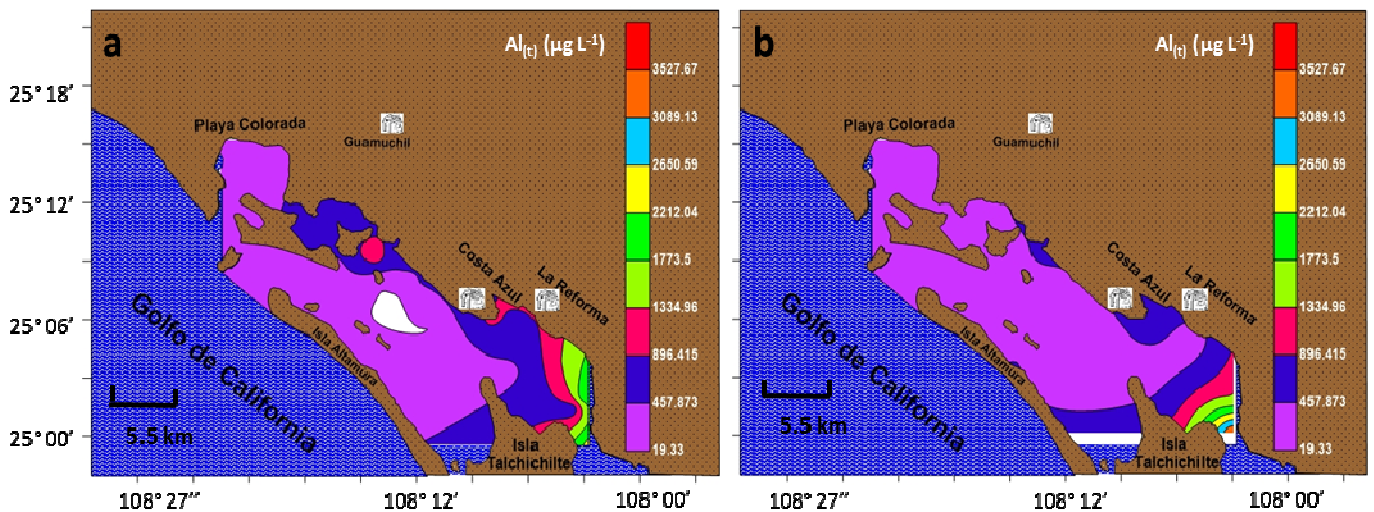 a
Al(t) (µg L-1)
3527.67
3089.13
2650.59
2212.04
1773.5
1334.96
896.415
457.873
19.33
25° 18′
25° 12′
25° 06′
25° 00′
Playa Colorada
Guamuchil
Costa Azul
La Reforma
Isla Altamura
Golfo de California
5.5 km
Isla
Talchichilte
108° 27′″
108° 12′
108° 00′
b
Al(t) (µg L-1)
3527.67
3089.13
2650.59
2212.04
1773.5
1334.96
896.415
457.873
19.33
Playa Colorada
Guamuchil
Costa Azul
La Reforma
Isla Altamura
Golfo de California
5.5 km
Isla
Talchichilte
108° 27′″
108° 12′
108° 00′